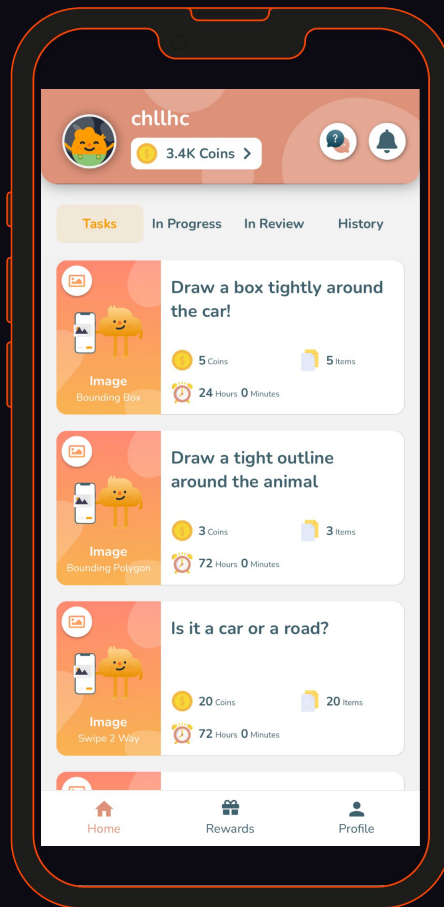 chllhc
3.4K Coins >
Tasks In Progress In Review History
Draw a box tightly around
the car!
5 Coins 5 Items
24 Hours 0 Minutes
Image
Bounding Box
Draw a tight outline
around the animal
3 Coins 3 Items
72 Hours 0 Minutes
Image
Bounding Polygon
Is it a car or a road?
20 Coins 20 Items
72 Hours 0 Minutes
Image
Swipe 2 Way
Home Rewards Profile